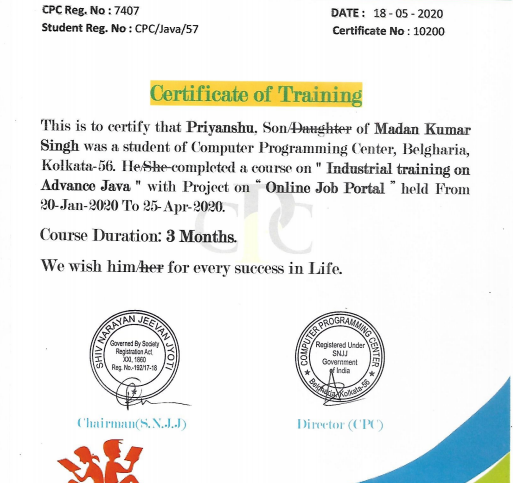 CPC Reg. No : 7407
DATE : 18 - 05 - 2020
Student Reg. No : CPC/Java/57
Certificate No : 10200
Certificate of Training
This is to certify that Priyanshu, Son/Daughter of Madan Kumar
Singh was a student of Computer Programming Center, Belgharia,
Kolkata-56. He/She completed a course on " Industrial training on
Advance Java " with Project on “ Online Job Portal ” held From
20-Jan-2020 To 25-Apr-2020.
CPC
Course Duration: 3 Months.
We wish him/her for every success in Life.
SHIV NARAYAN JEEVAN JYOTI
Governed By Society
Registration Act.
XXI, 1860
Reg. No.-192/17-18
COMPUTER PROGRAMMING CENTER
Registered Under
SNJJ
Government
of India
Belgharia, Kolkata-56
Chairman(S.N.J.J)
Director (CPC)